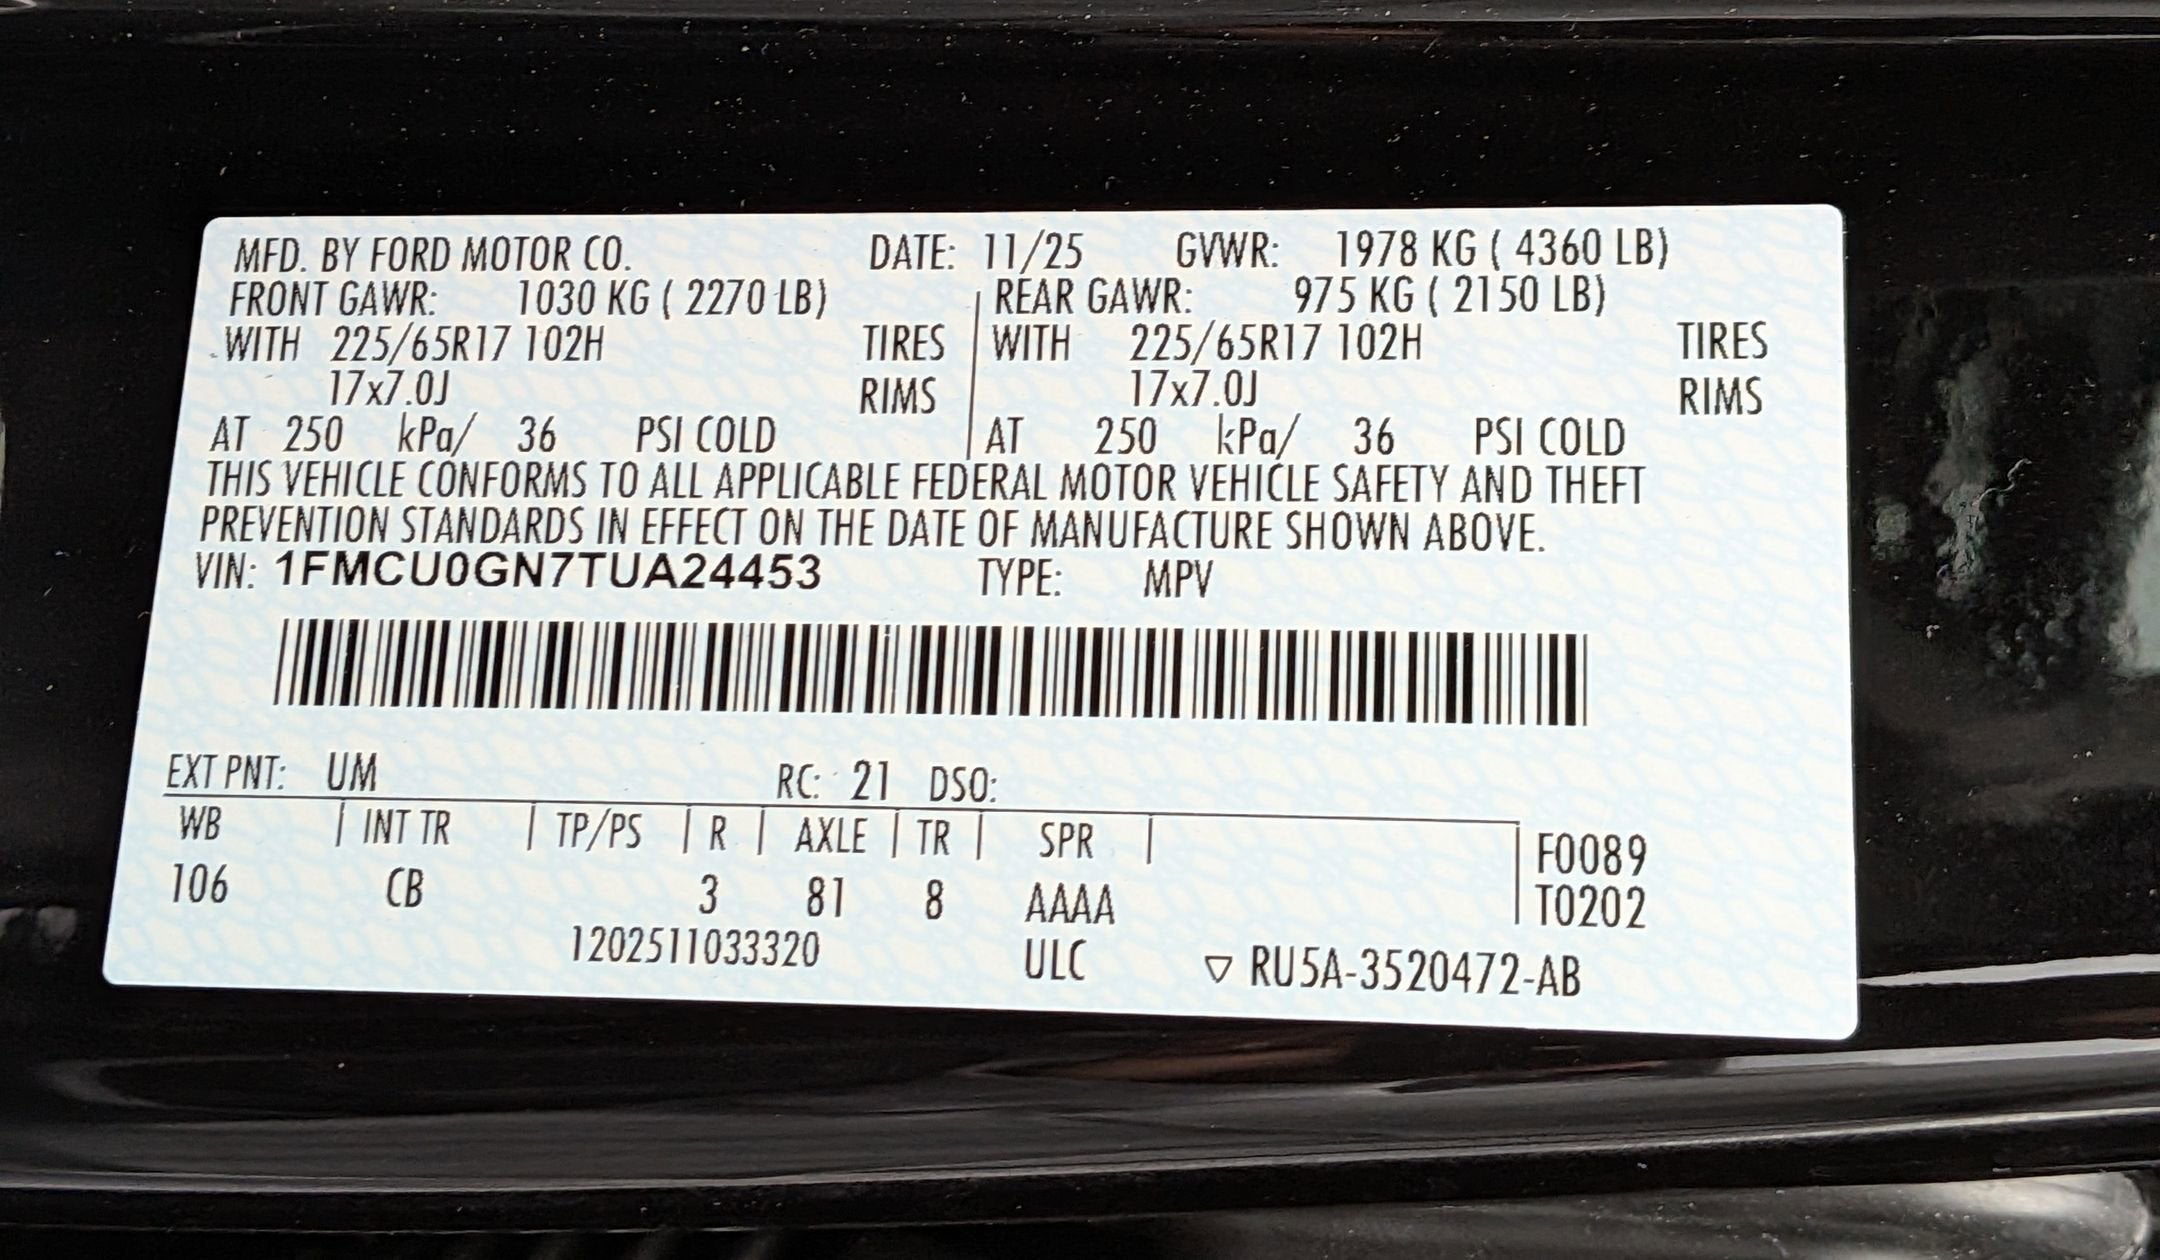 MFD. BY FORD MOTOR CO. DATE: 11/25 GVWR: 1978 KG ( 4360 LB)
FRONT GAWR: 1030 KG ( 2270 LB) REAR GAWR: 975 KG ( 2150 LB)
WITH 225/65R17 102H TIRES WITH 225/65R17 102H TIRES
17x7.0J RIMS 17x7.0J RIMS
AT 250 kPa/ 36 PSI COLD AT 250 kPa/ 36 PSI COLD
THIS VEHICLE CONFORMS TO ALL APPLICABLE FEDERAL MOTOR VEHICLE SAFETY AND THEFT
PREVENTION STANDARDS IN EFFECT ON THE DATE OF MANUFACTURE SHOWN ABOVE.
VIN: 1FMCU0GN7TUA24453 TYPE: MPV
EXT PNT: UM RC: 21 DSO:
WB INT TR TP/PS R AXLE TR SPR F0089
106 CB 3 81 8 AAAA T0202
1202511033320 ULC ▽ RU5A-3520472-AB